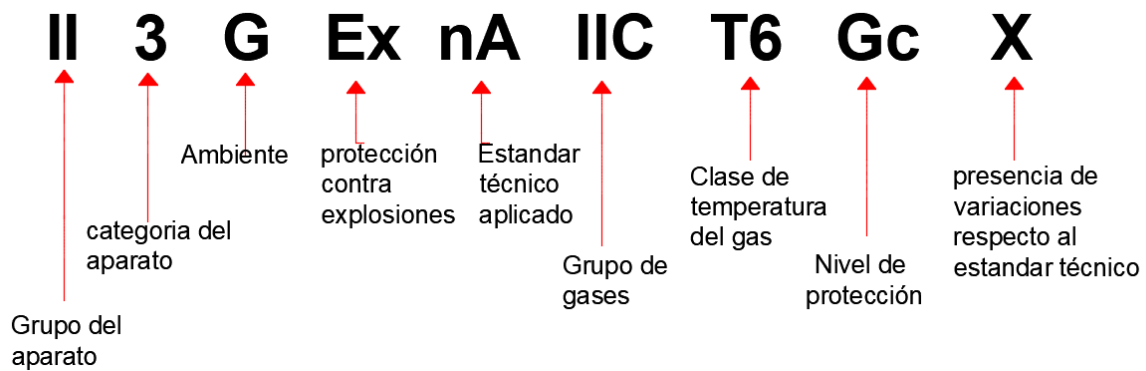 II 3 G Ex nA IIC T6 Gc X
Ambiente
protección
contra
explosiones
Estandar
técnico
aplicado
Clase de
temperatura
del gas
presencia de
variaciones
respecto al
estandar técnico
categoria del
aparato
Grupo de
gases
Nivel de
protección
Grupo del
aparato